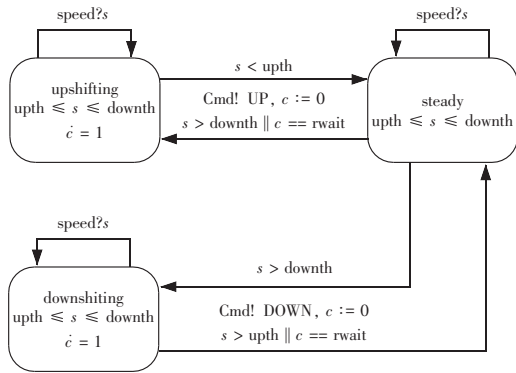 speed?s
speed?s
upshifting
upth ≤ s ≤ downth
ċ = 1
s < upth
Cmd! UP, c := 0
s > downth ‖ c == rwait
steady
upth ≤ s ≤ downth
speed?s
downshiting
upth ≤ s ≤ downth
ċ = 1
s > downth
Cmd! DOWN, c := 0
s > upth ‖ c == rwait